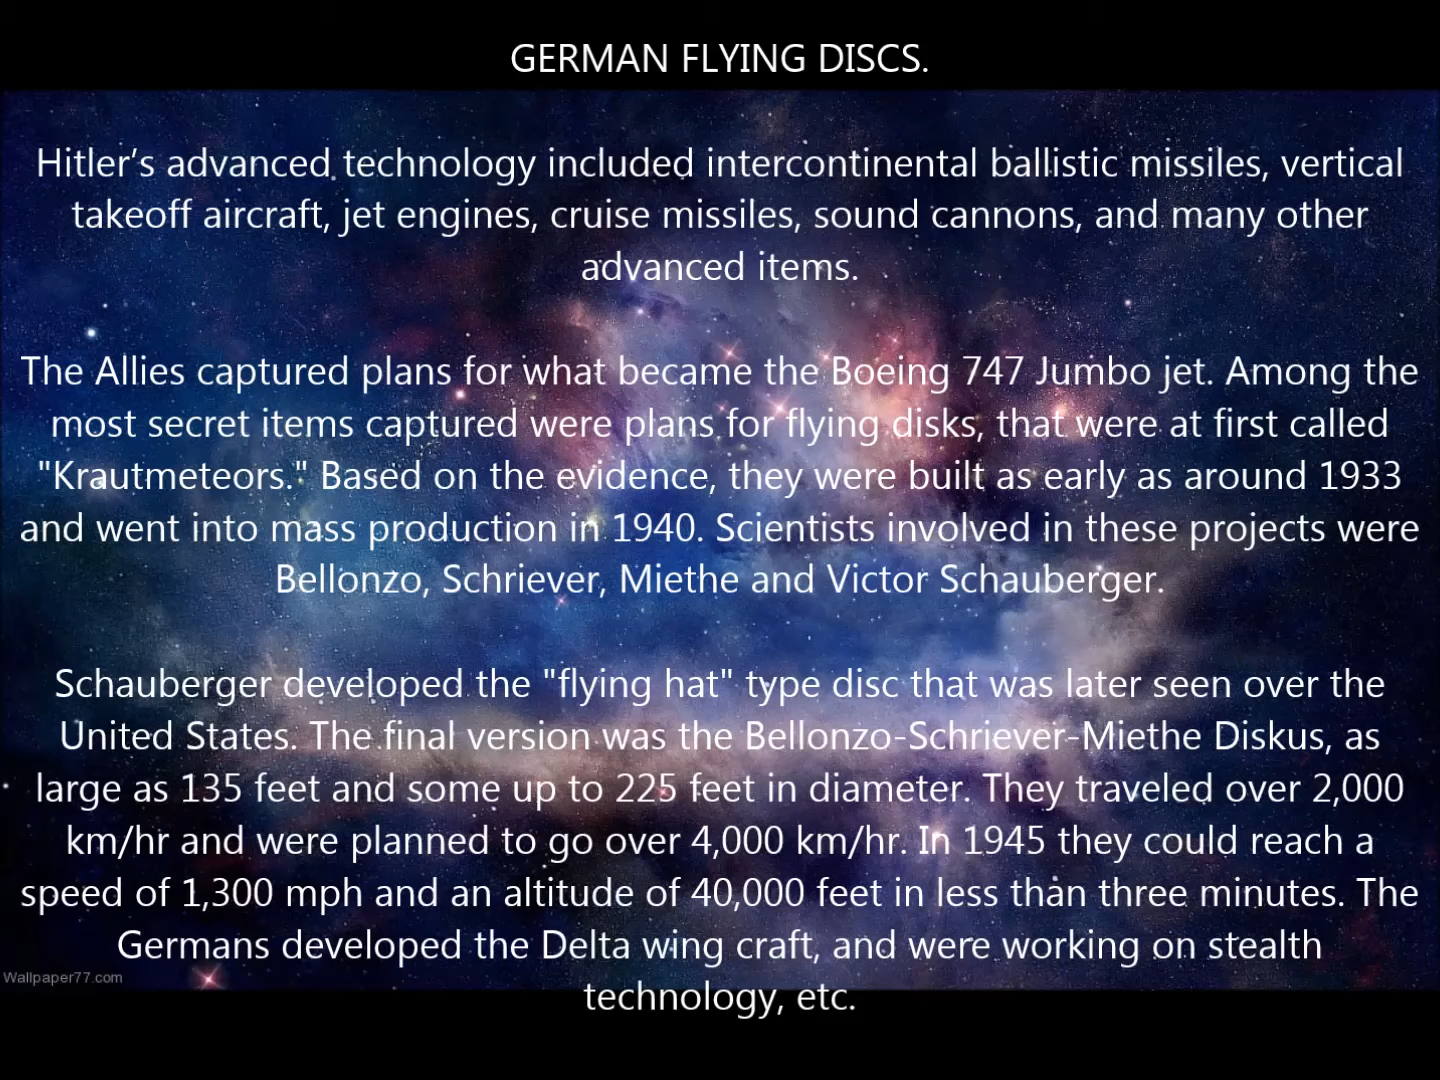 GERMAN FLYING DISCS.
Hitler’s advanced technology included intercontinental ballistic missiles, vertical
takeoff aircraft, jet engines, cruise missiles, sound cannons, and many other
advanced items.
The Allies captured plans for what became the Boeing 747 Jumbo jet. Among the
most secret items captured were plans for flying disks, that were at first called
"Krautmeteors." Based on the evidence, they were built as early as around 1933
and went into mass production in 1940. Scientists involved in these projects were
Bellonzo, Schriever, Miethe and Victor Schauberger.
Schauberger developed the "flying hat" type disc that was later seen over the
United States. The final version was the Bellonzo-Schriever-Miethe Diskus, as
large as 135 feet and some up to 225 feet in diameter. They traveled over 2,000
km/hr and were planned to go over 4,000 km/hr. In 1945 they could reach a
speed of 1,300 mph and an altitude of 40,000 feet in less than three minutes. The
Germans developed the Delta wing craft, and were working on stealth
Wallpaper77.com
technology, etc.